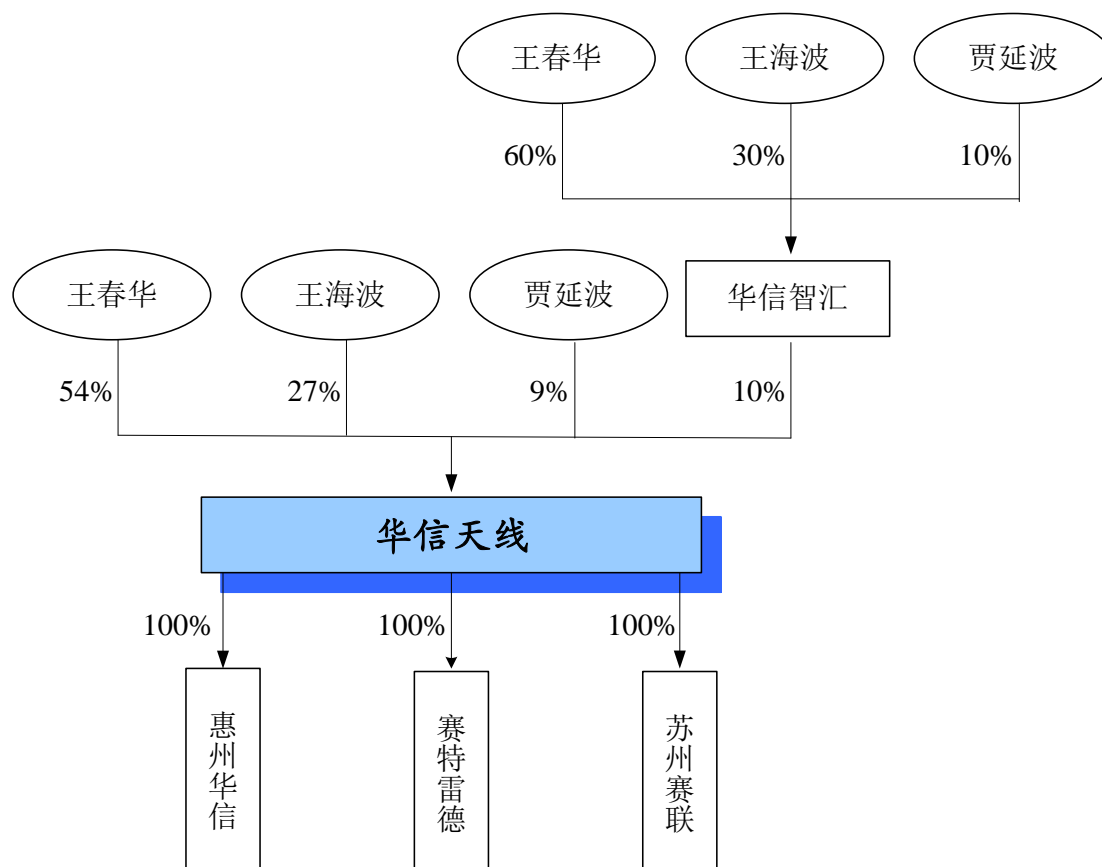 王春华
王海波
贾延波
60%
30%
10%
王春华
王海波
贾延波
华信智汇
54%
27%
9%
10%
华信天线
100%
100%
100%
惠州华信
赛特雷德
苏州赛联